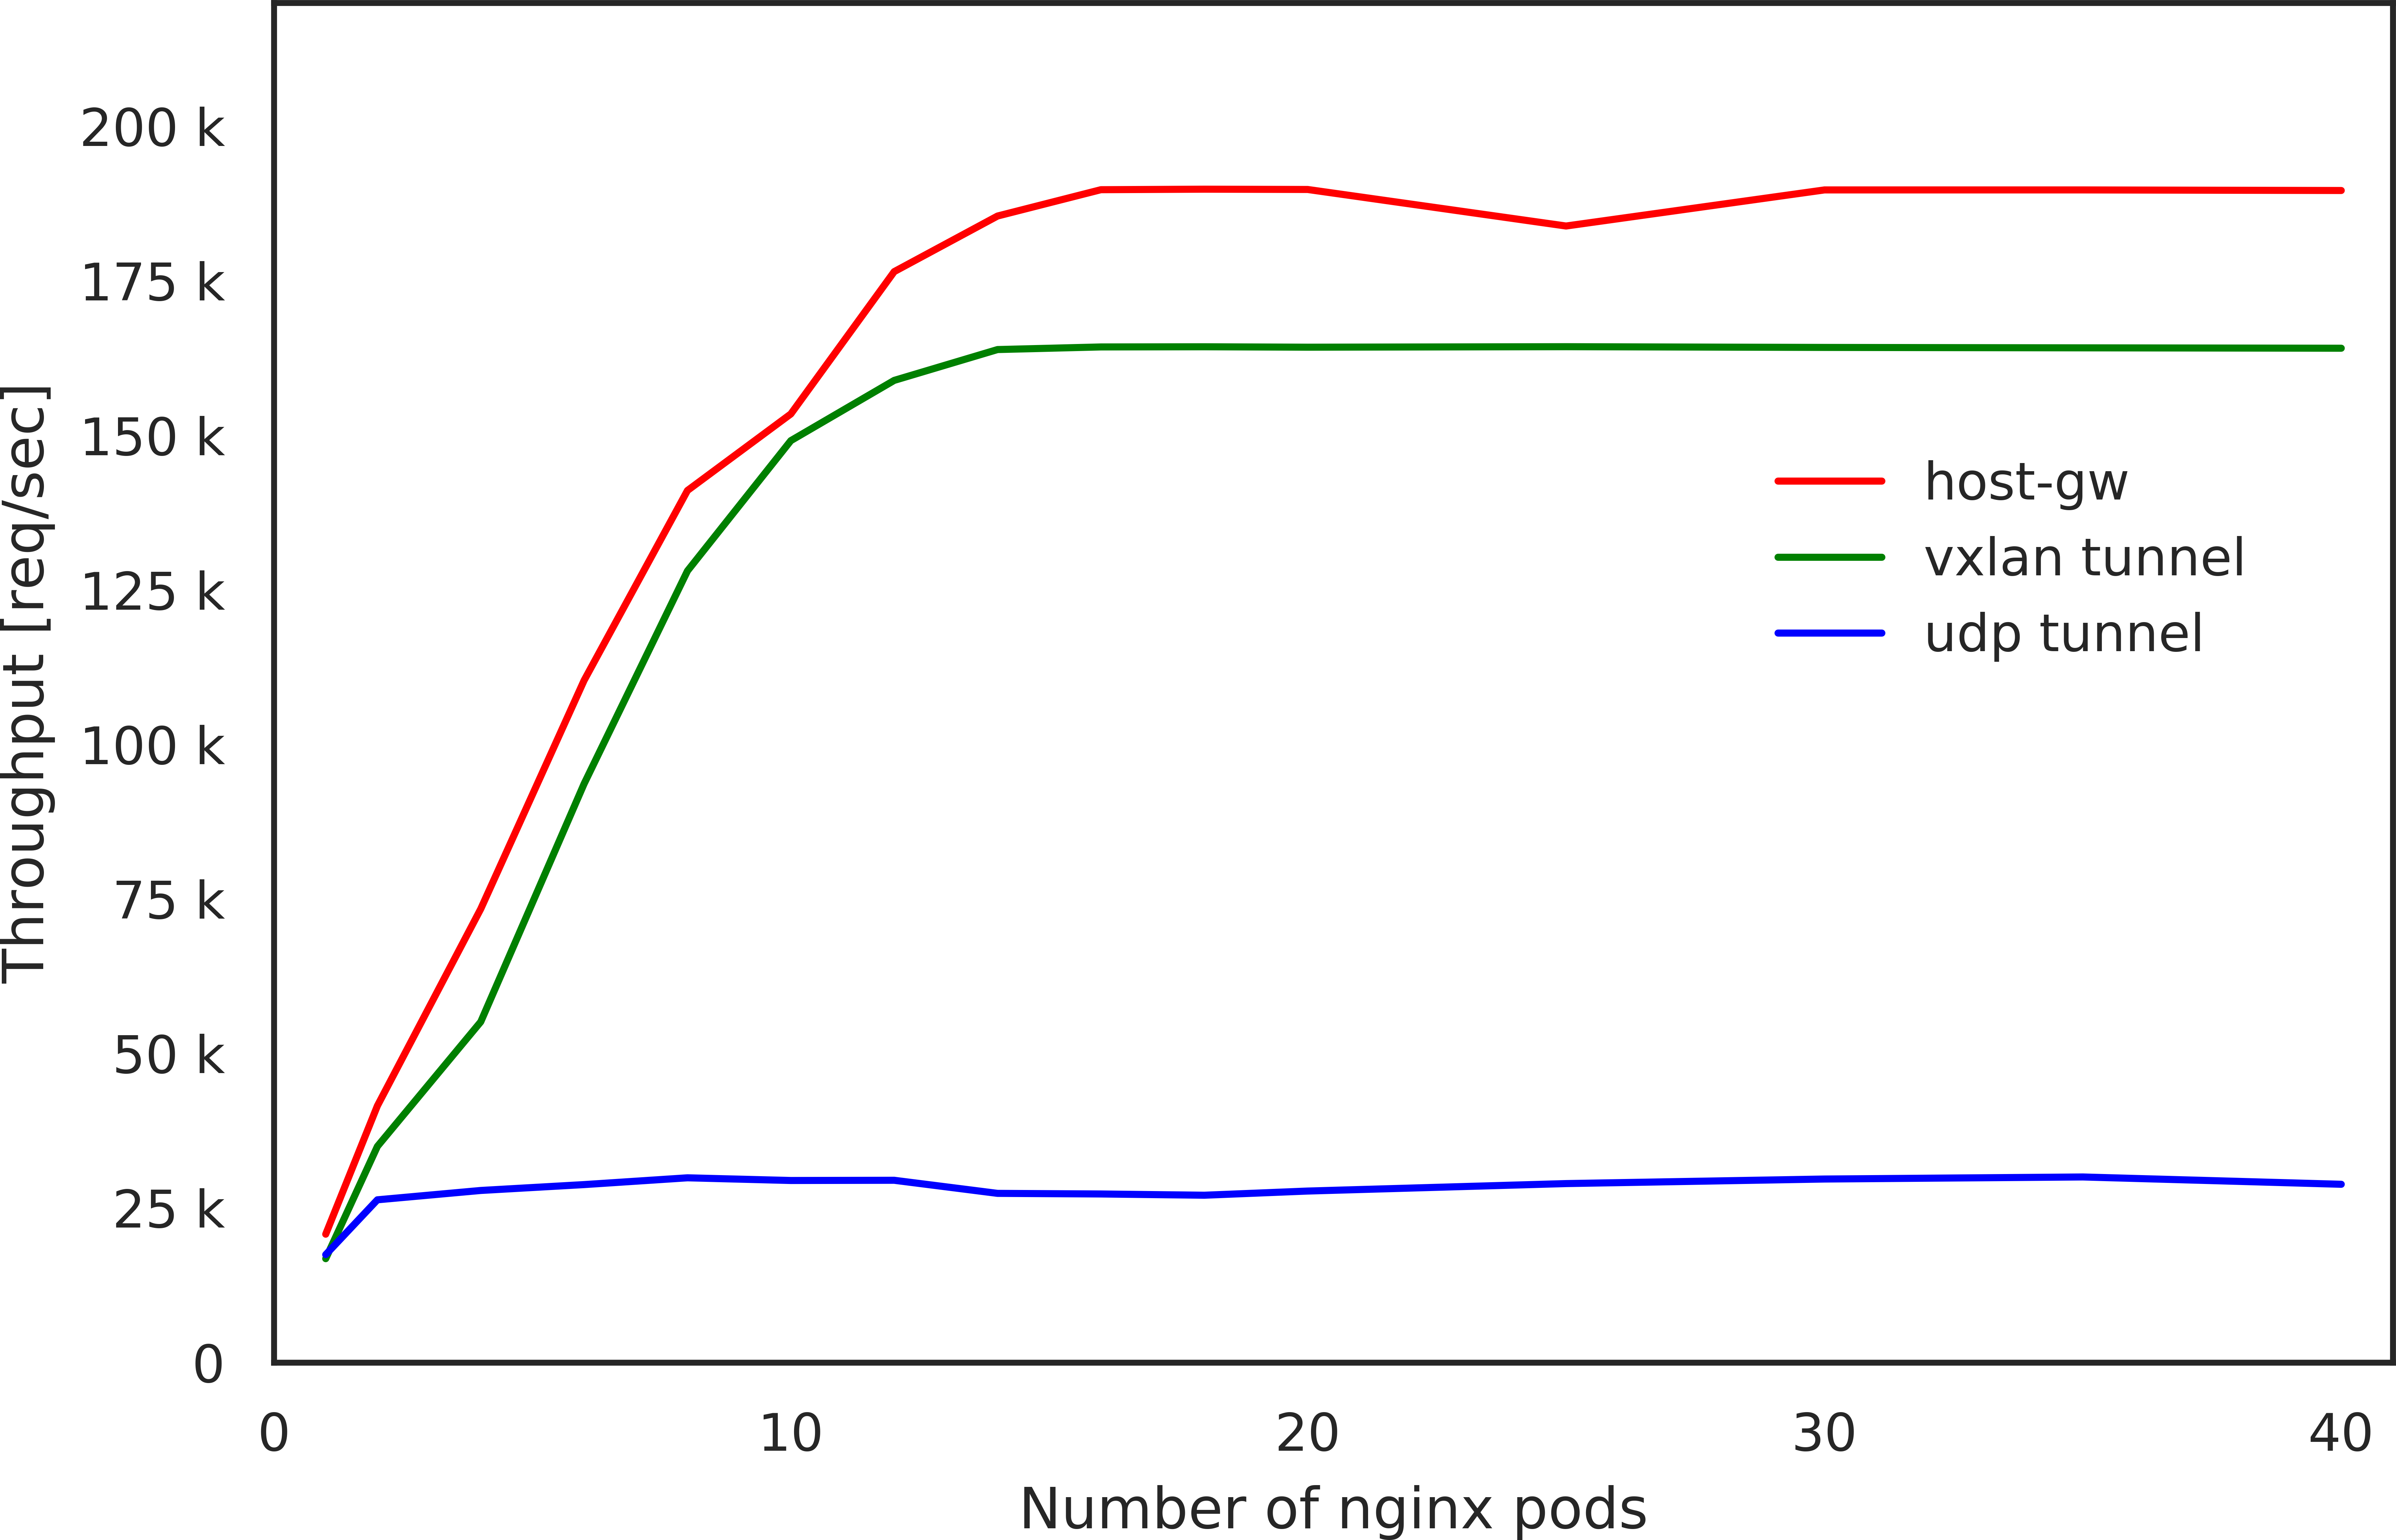 Throughput [req/sec]
200 k
175 k
150 k
125 k
100 k
75 k
50 k
25 k
0
host-gw
vxlan tunnel
udp tunnel
0 10 20 30 40
Number of nginx pods